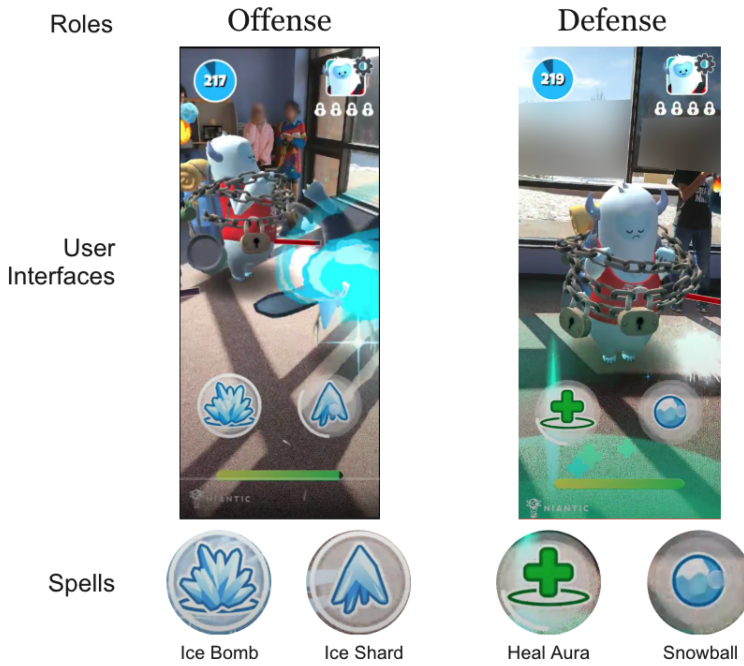 Roles
Offense
Defense
217
219
User
Interfaces
NIANTIC
NIANTIC
Spells
Ice Bomb
Ice Shard
Heal Aura
Snowball